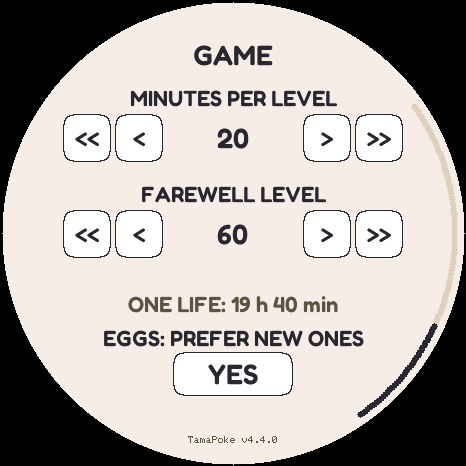 GAME
MINUTES PER LEVEL
<< < 20 > >>
FAREWELL LEVEL
<< < 60 > >>
ONE LIFE: 19 h 40 min
EGGS: PREFER NEW ONES
YES
TamaPoke v4.4.0